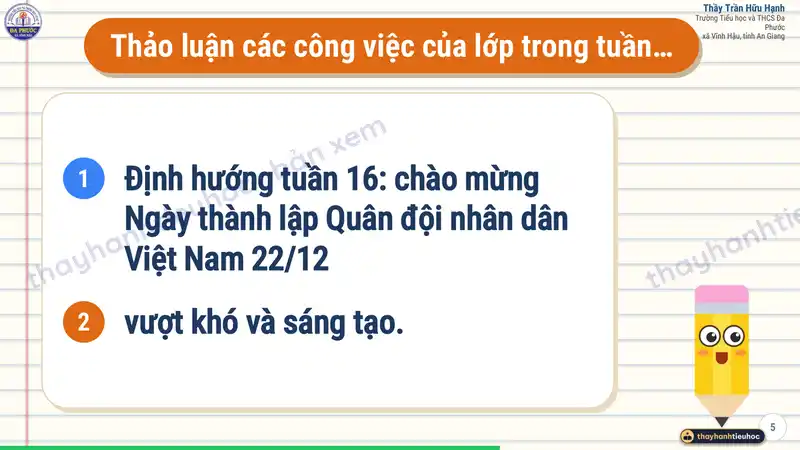 Thầy Trần Hữu Hạnh
Trường Tiểu học và THCS Đa
Phước
xã Vĩnh Hậu, tỉnh An Giang
ĐA PHƯỚC
Thảo luận các công việc của lớp trong tuần…
1
Định hướng tuần 16: chào mừng
Ngày thành lập Quân đội nhân dân
Việt Nam 22/12
2
vượt khó và sáng tạo.
thayhanhtieuhoc
5